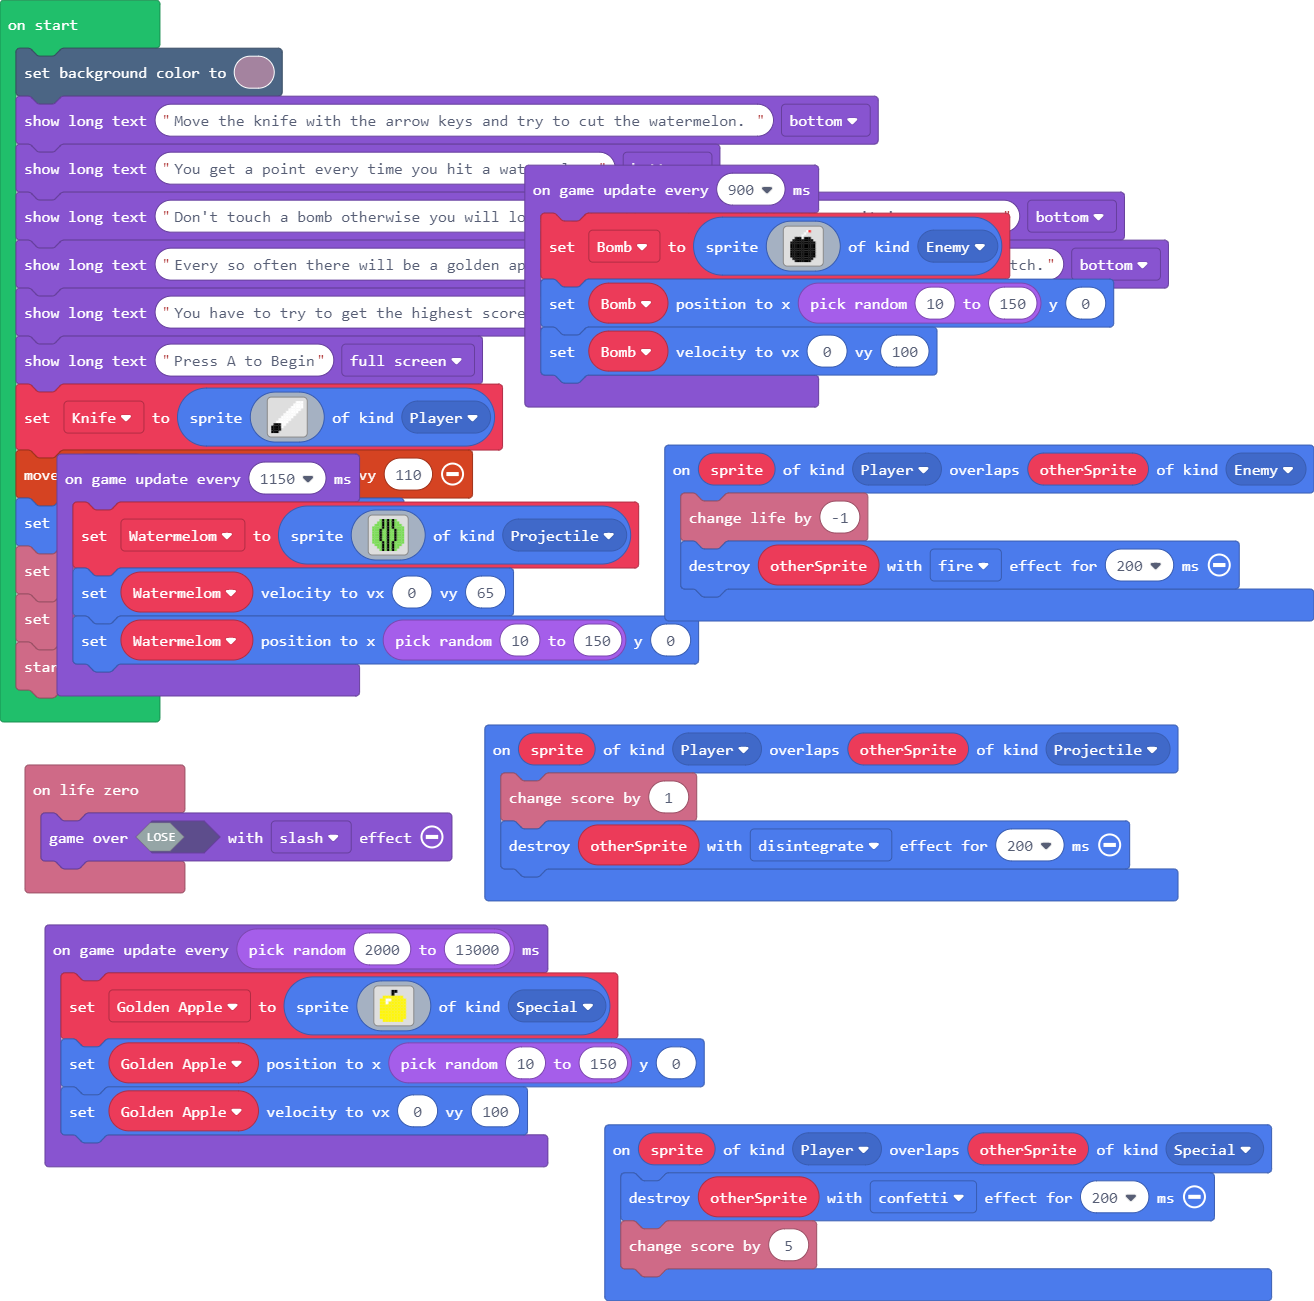 on start
set background color to
show long text "Move the knife with the arrow keys and try to cut the watermelon. " bottom
show long text "You get a point every time you hit a
show long text "Don't touch a bomb otherwise you will " bottom
show long text "Every so often there will be a golden " bottom
show long text "You have to try to get the highest score
show long text "Press A to Begin" full screen
set Knife to sprite of kind Player
move vy 110
set
set
set
on game update every 900 ms
set Bomb to sprite of kind Enemy
set Bomb position to x pick random 10 to 150 y 0
set Bomb velocity to vx 0 vy 100
on game update every 1150 ms
set Watermelom to sprite of kind Projectile
set Watermelom velocity to vx 0 vy 65
set Watermelom position to x pick random 10 to 150 y 0
on sprite of kind Player overlaps otherSprite of kind Enemy
change life by -1
destroy otherSprite with fire effect for 200 ms
on life zero
game over LOSE with slash effect
on sprite of kind Player overlaps otherSprite of kind Projectile
change score by 1
destroy otherSprite with disintegrate effect for 200 ms
on game update every pick random 2000 to 13000 ms
set Golden Apple to sprite of kind Special
set Golden Apple position to x pick random 10 to 150 y 0
set Golden Apple velocity to vx 0 vy 100
on sprite of kind Player overlaps otherSprite of kind Special
destroy otherSprite with confetti effect for 200 ms
change score by 5